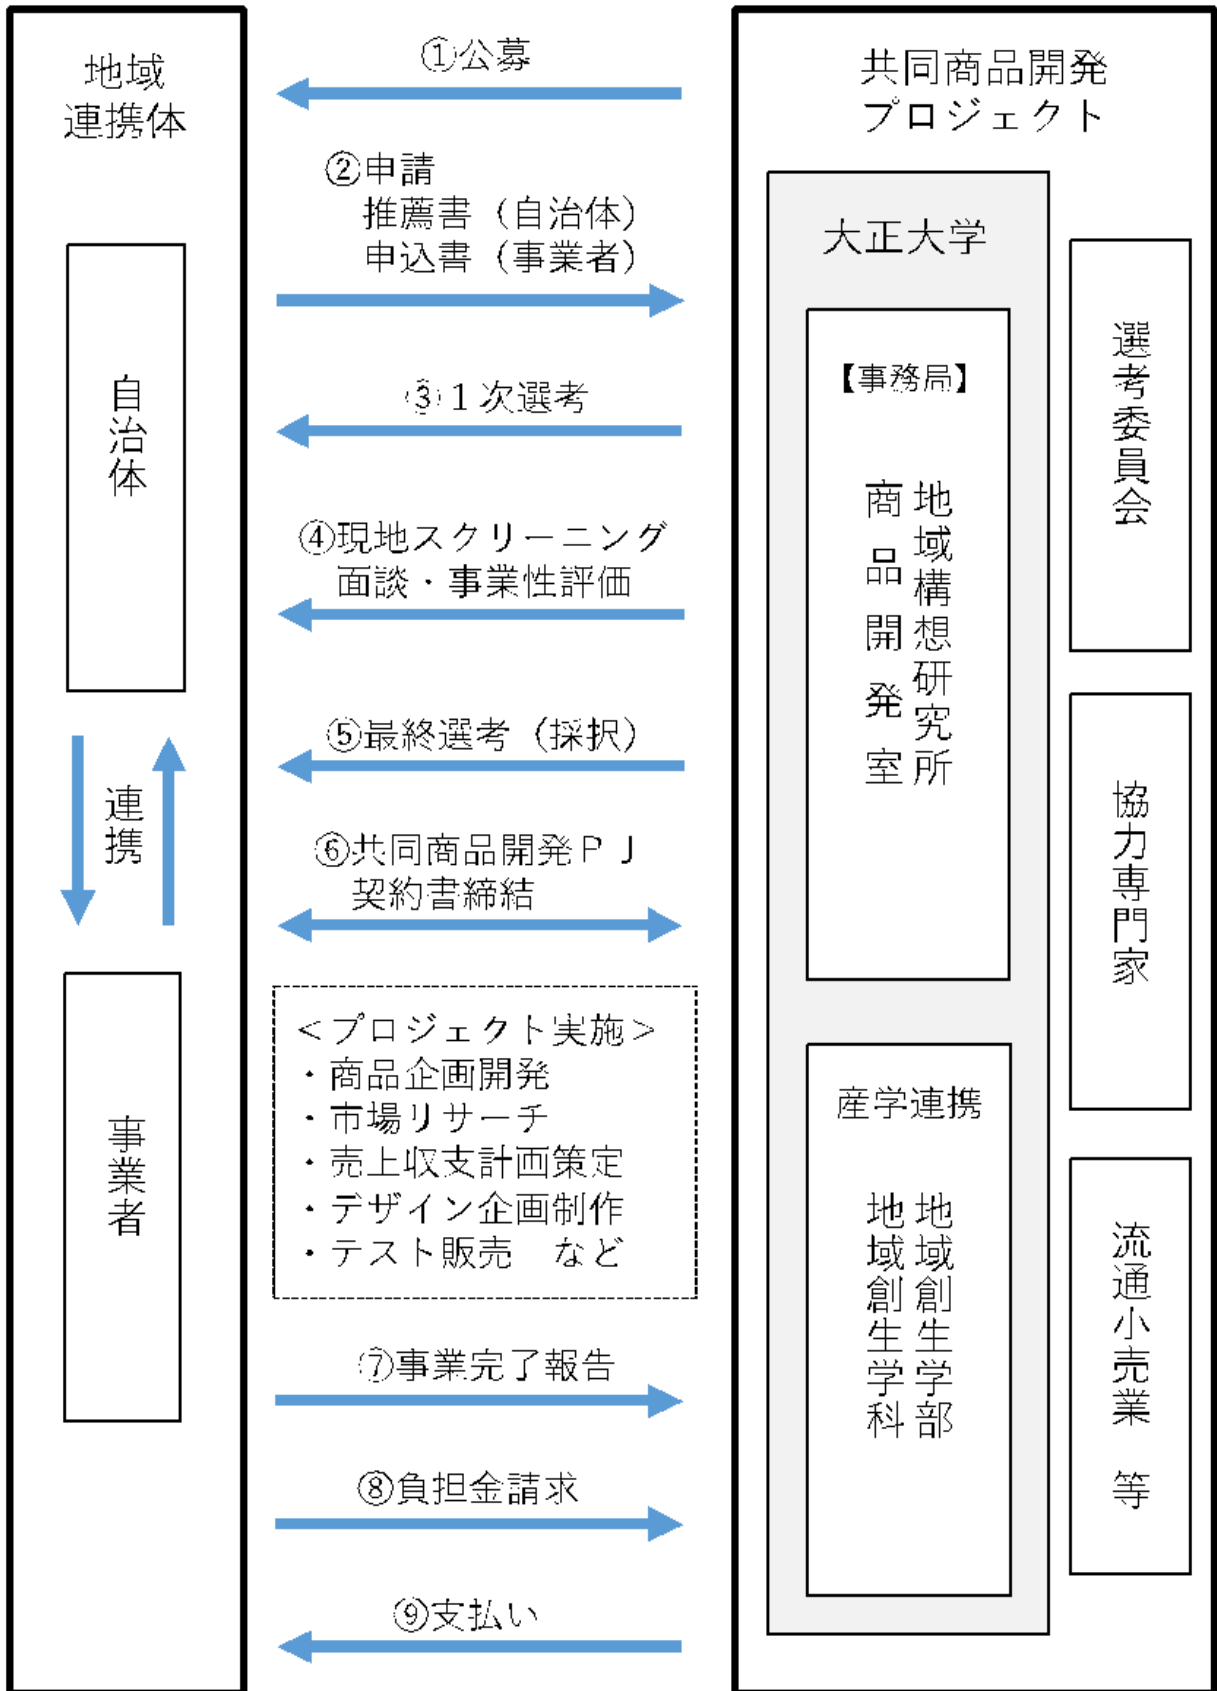 地域
連携体
自治体
連携
事業者
①公募
②申請
推薦書（自治体）
申込書（事業者）
③１次選考
④現地スクリーニング
面談・事業性評価
⑤最終選考（採択）
⑥共同商品開発ＰＪ
契約書締結
＜プロジェクト実施＞
・商品企画開発
・市場リサーチ
・売上収支計画策定
・デザイン企画制作
・テスト販売　など
⑦事業完了報告
⑧負担金請求
⑨支払い
共同商品開発
プロジェクト
大正大学
【事務局】
地域構想研究所
商品開発室
産学連携
地域創生学部
地域創生学科
選考委員会
協力専門家
流通小売業　等